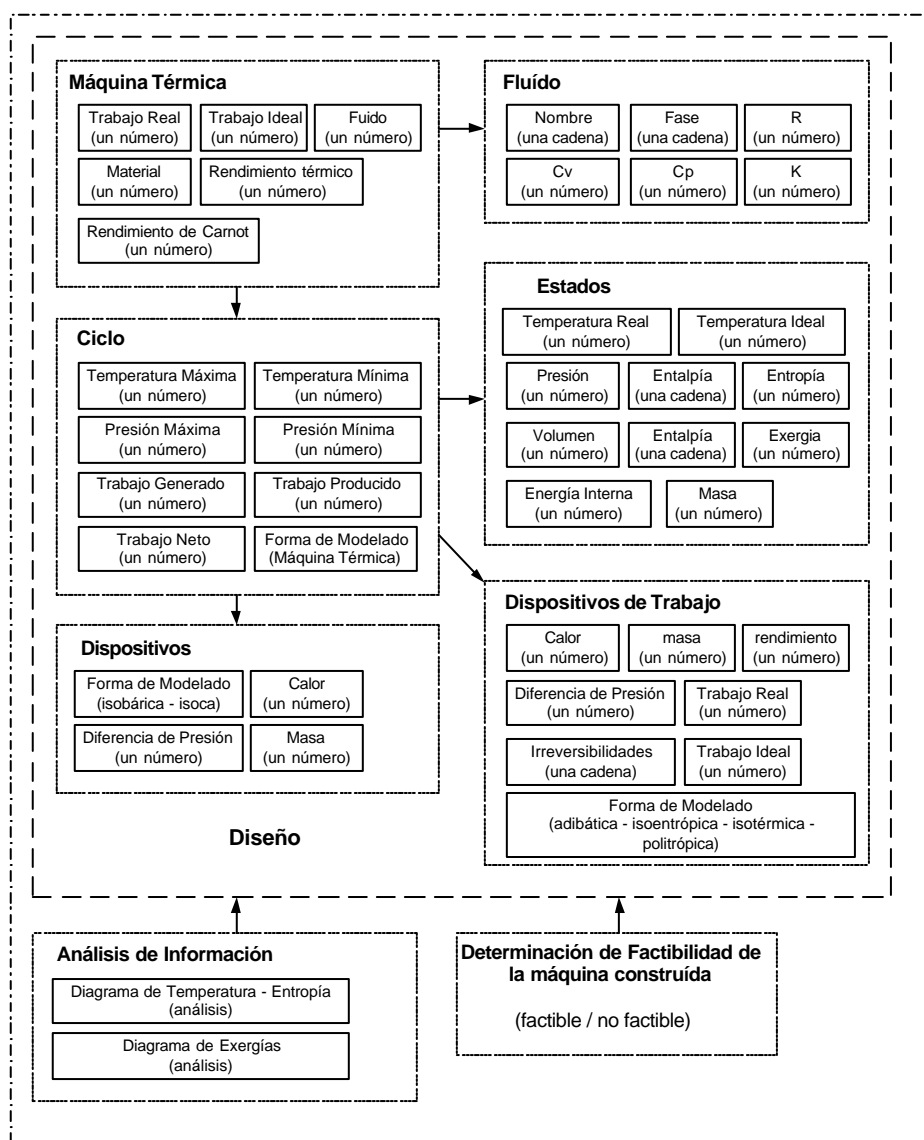 Máquina Térmica
Trabajo Real
(un número)
Trabajo Ideal
(un número)
Fuido
(un número)
Material
(un número)
Rendimiento térmico
(un número)
Rendimiento de Carnot
(un número)
Fluído
Nombre
(una cadena)
Fase
(una cadena)
R
(un número)
Cv
(un número)
Cp
(un número)
K
(un número)
Ciclo
Temperatura Máxima
(un número)
Temperatura Mínima
(un número)
Presión Máxima
(un número)
Presión Mínima
(un número)
Trabajo Generado
(un número)
Trabajo Producido
(un número)
Trabajo Neto
(un número)
Forma de Modelado
(Máquina Térmica)
Estados
Temperatura Real
(un número)
Temperatura Ideal
(un número)
Presión
(un número)
Entalpía
(una cadena)
Entropía
(un número)
Volumen
(un número)
Entalpía
(una cadena)
Exergia
(un número)
Energía Interna
(un número)
Masa
(un número)
Dispositivos
Forma de Modelado
(isobárica - isoca)
Calor
(un número)
Diferencia de Presión
(un número)
Masa
(un número)
Dispositivos de Trabajo
Calor
(un número)
masa
(un número)
rendimiento
(un número)
Diferencia de Presión
(un número)
Trabajo Real
(un número)
Irreversibilidades
(una cadena)
Trabajo Ideal
(un número)
Forma de Modelado
(adibática - isoentrópica - isotérmica -
politrópica)
Diseño
Análisis de Información
Diagrama de Temperatura - Entropía
(análisis)
Diagrama de Exergías
(análisis)
Determinación de Factibilidad de
la máquina construída
(factible / no factible)